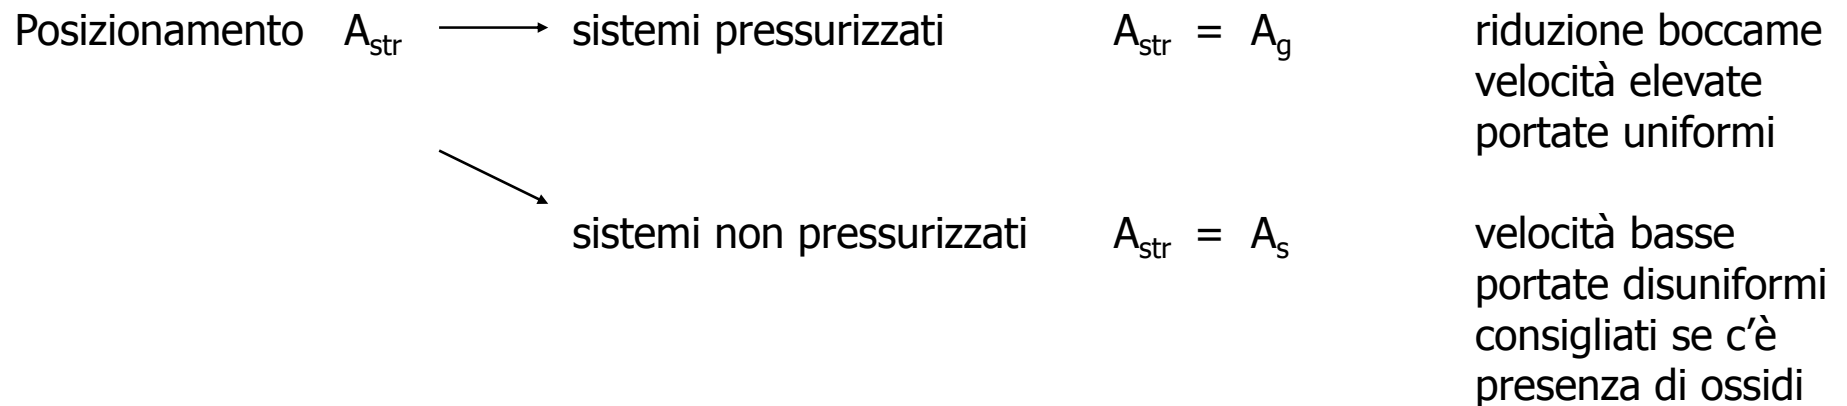 Posizionamento A_str → sistemi pressurizzati A_str = A_g riduzione boccame
velocità elevate
portate uniformi
sistemi non pressurizzati A_str = A_s velocità basse
portate disuniformi
consigliati se c’è
presenza di ossidi